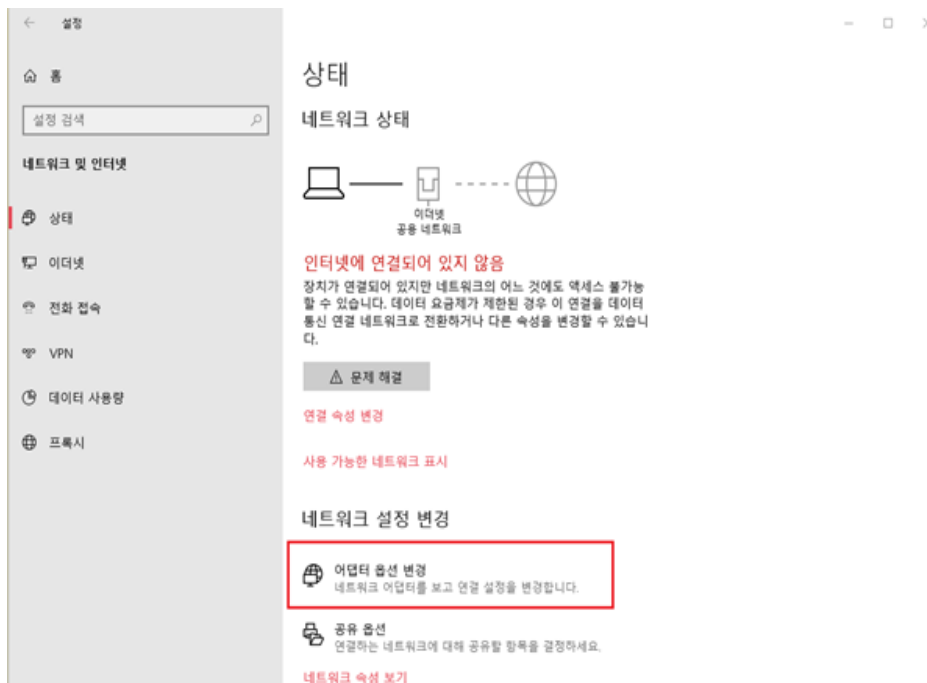 설정
홈
설정 검색
네트워크 및 인터넷
상태
이더넷
전화 접속
VPN
데이터 사용량
프록시
상태
네트워크 상태
이더넷
공용 네트워크
인터넷에 연결되어 있지 않음
장치가 연결되어 있지만 네트워크의 어느 것에도 액세스 불가능
할 수 있습니다. 데이터 요금제가 제한된 경우 이 연결을 데이터
통신 연결 네트워크로 전환하거나 다른 속성을 변경할 수 있습니
다.
문제 해결
연결 속성 변경
사용 가능한 네트워크 표시
네트워크 설정 변경
어댑터 옵션 변경
네트워크 어댑터를 보고 연결 설정을 변경합니다.
공유 옵션
연결하는 네트워크에 대해 공유할 항목을 결정하세요.
네트워크 속성 보기